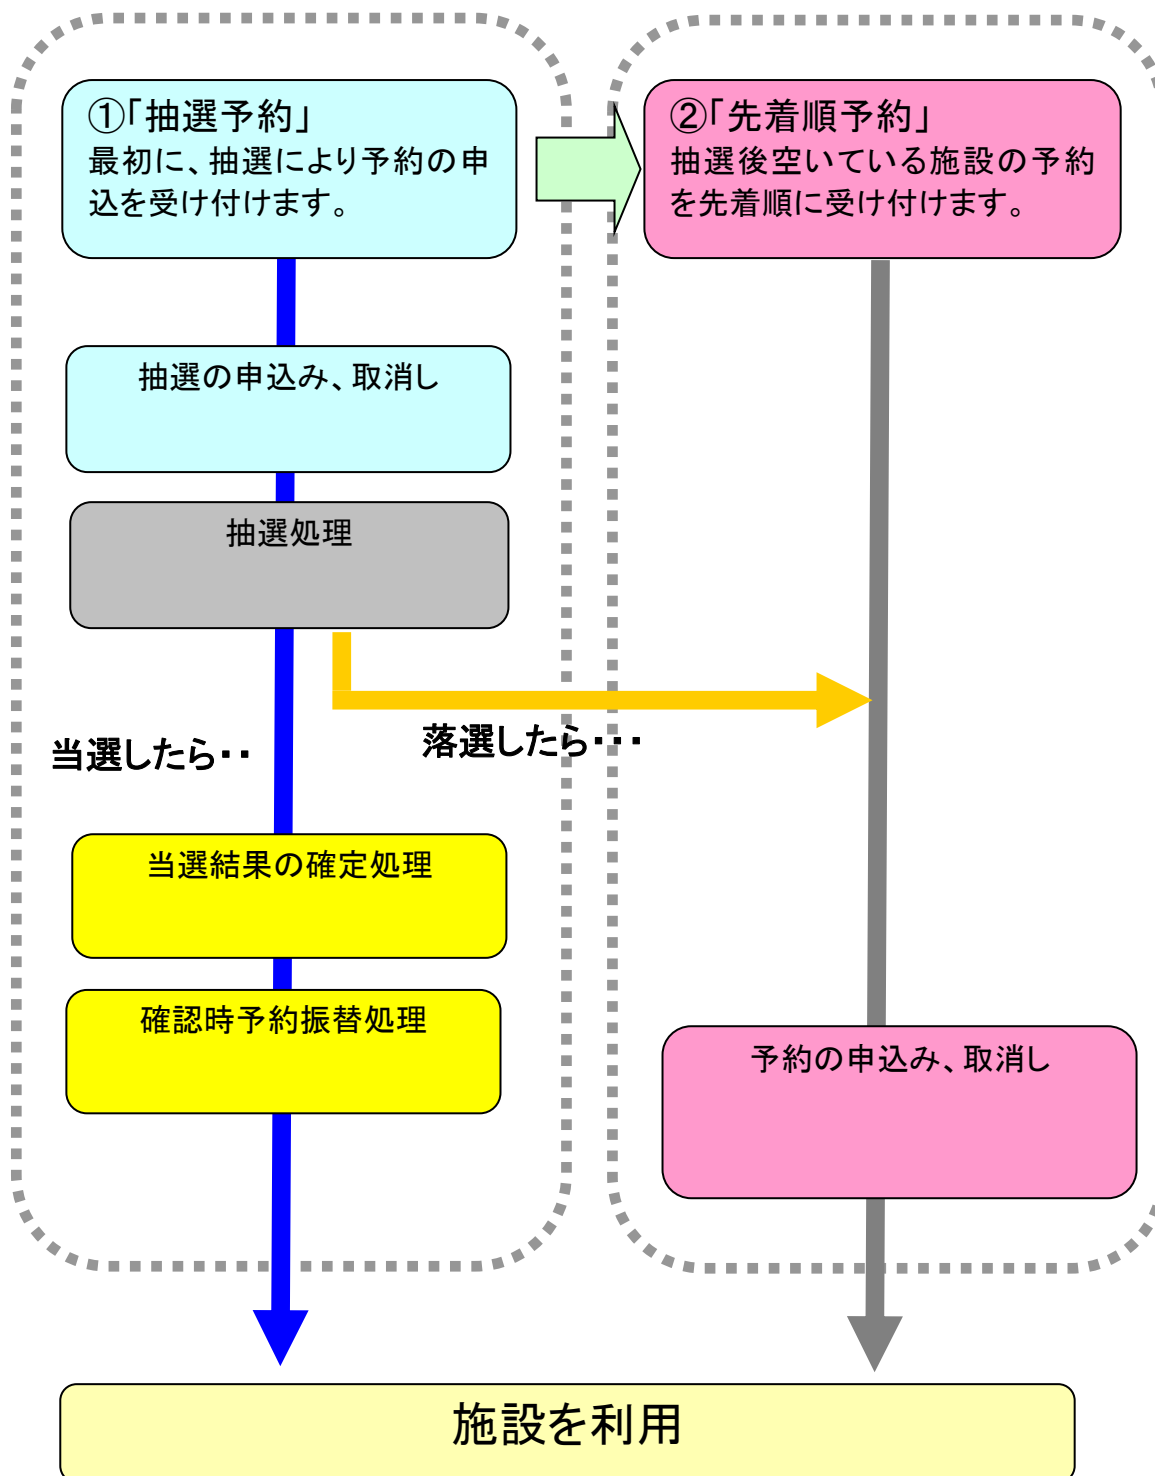 ①「抽選予約」
最初に、抽選により予約の申
込を受け付けます。
②「先着順予約」
抽選後空いている施設の予約
を先着順に受け付けます。
抽選の申込み、取消し
抽選処理
当選したら・・
落選したら・・・
当選結果の確定処理
確認時予約振替処理
予約の申込み、取消し
施設を利用